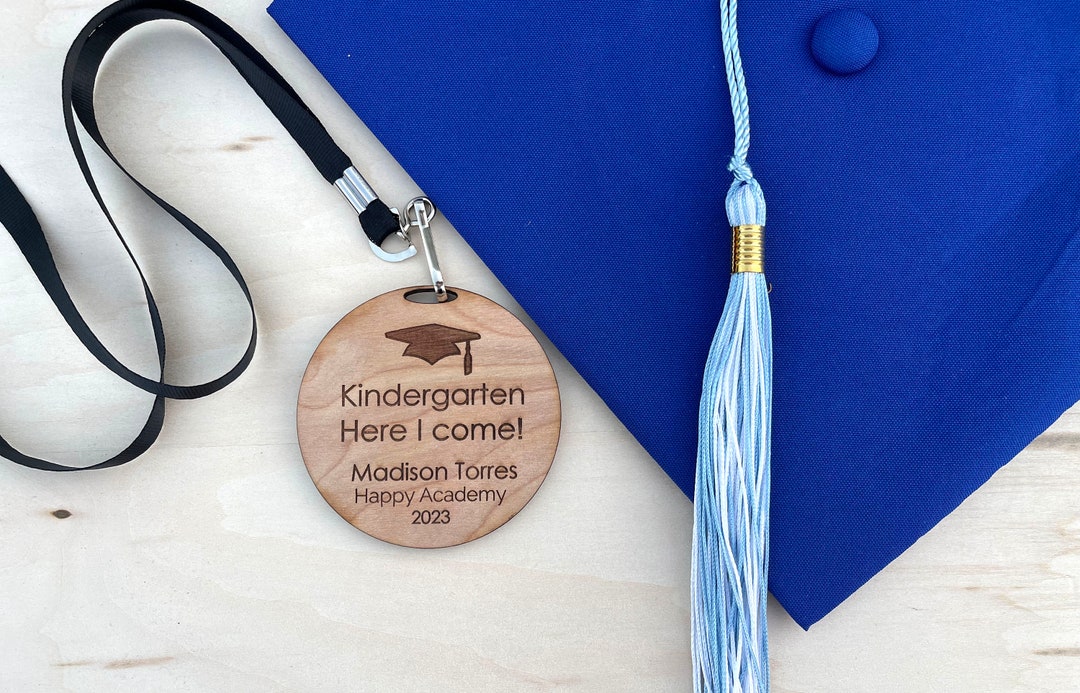 Kindergarten
Here I come!
Madison Torres
Happy Academy
2023